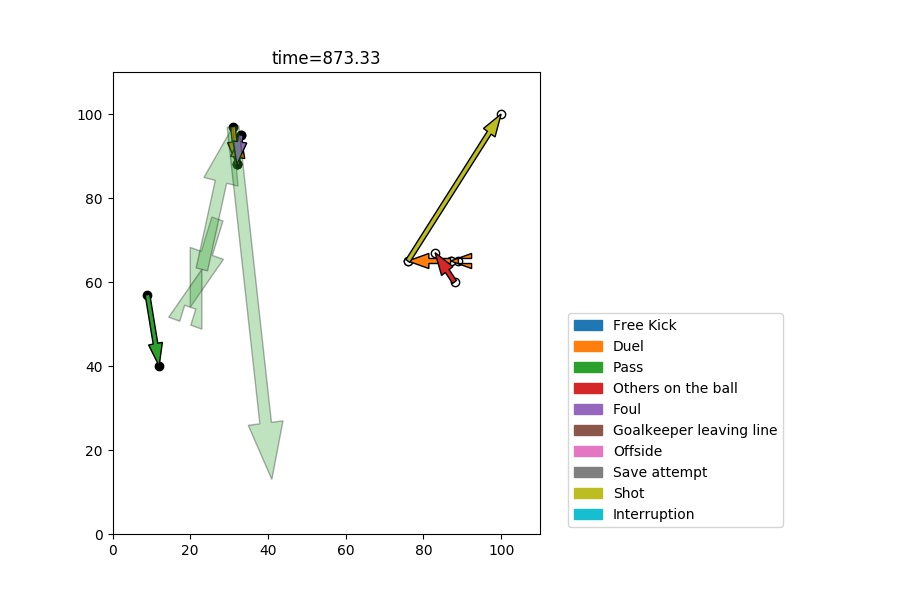 time=873.33
100
80
60
40
20
0
0
20
40
60
80
100
Free Kick
Duel
Pass
Others on the ball
Foul
Goalkeeper leaving line
Offside
Save attempt
Shot
Interruption